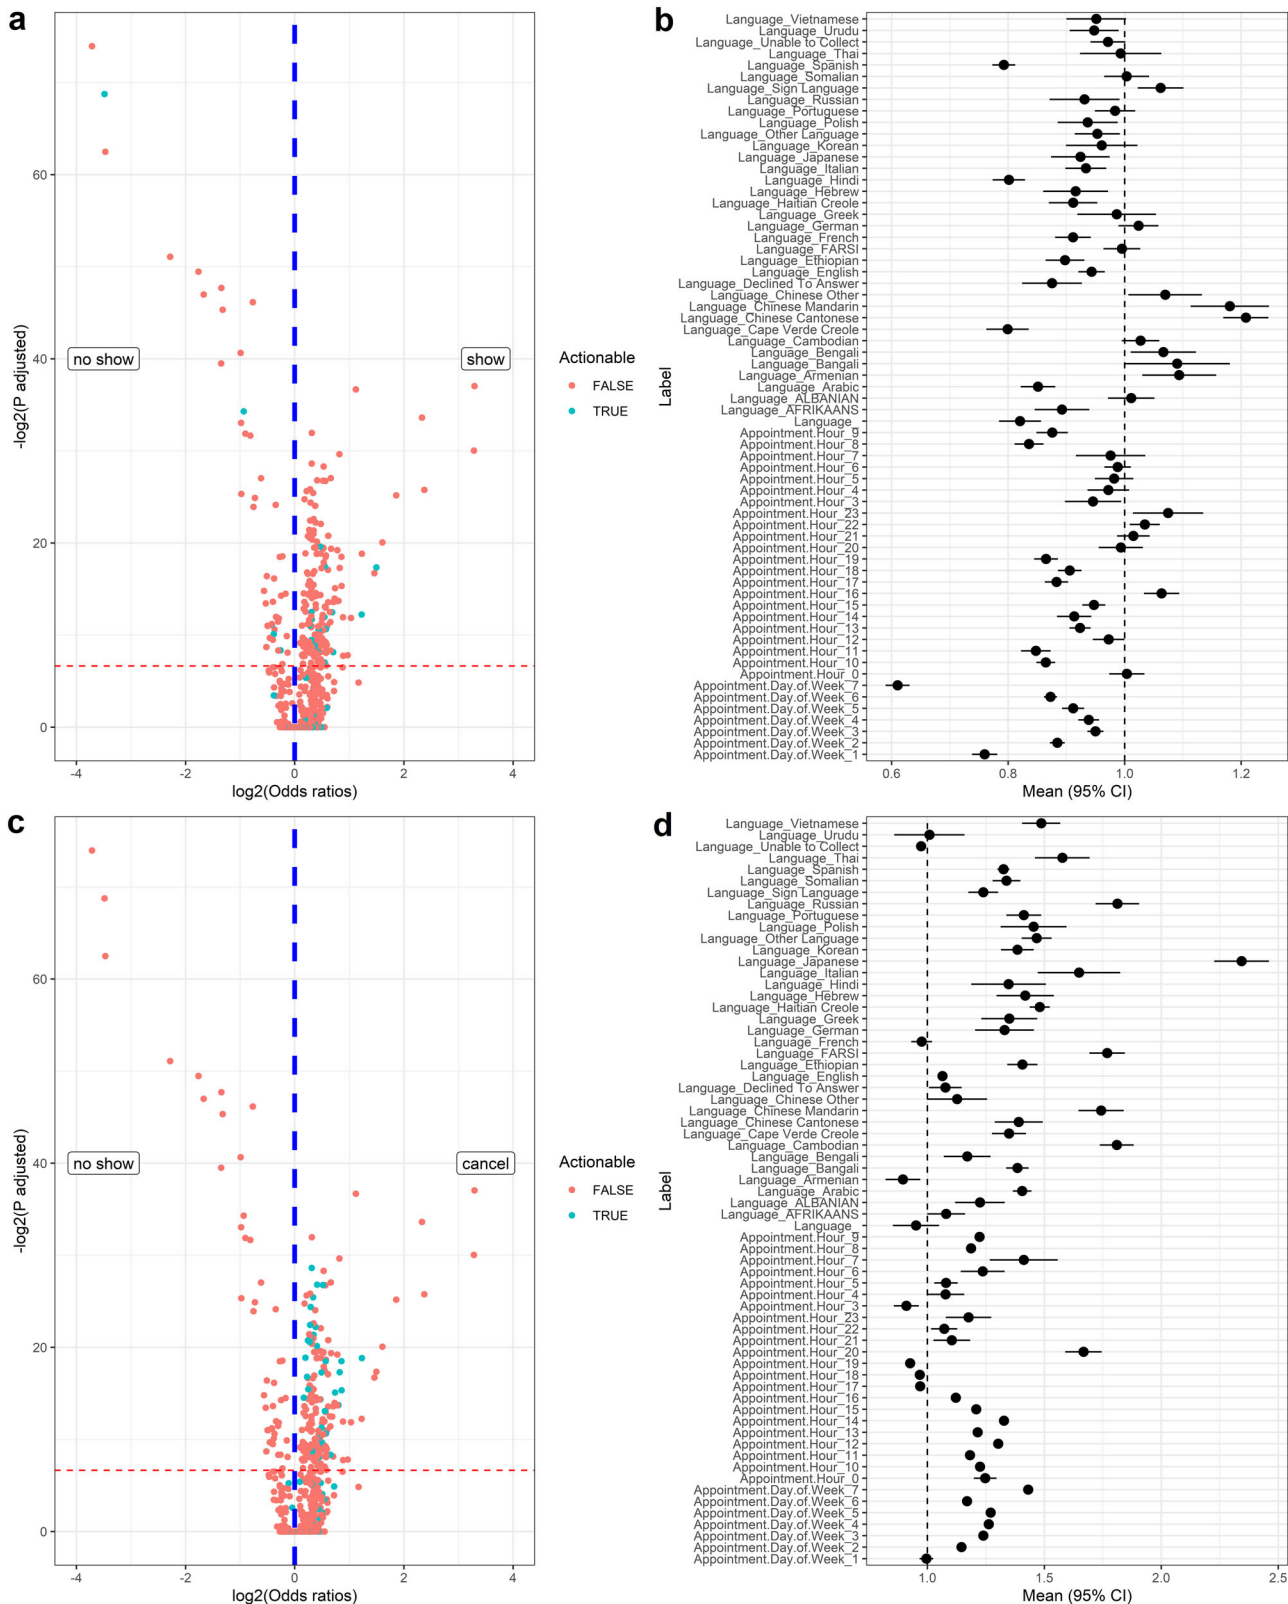 a
-log2(P adjusted)
60
40
20
0
no show
show
-4
-2
0
2
4
log2(Odds ratios)
Actionable
FALSE
TRUE
b
Label
Language_Vietnamese
Language_Urudu
Language_Unable to Collect
Language_Thai
Language_Spanish
Language_Somalian
Language_Sign Language
Language_Russian
Language_Portuguese
Language_Polish
Language_Other Language
Language_Korean
Language_Japanese
Language_Italian
Language_Hindi
Language_Hebrew
Language_Haitian Creole
Language_Greek
Language_German
Language_French
Language_FARSI
Language_Ethiopian
Language_English
Language_Declined To Answer
Language_Chinese Other
Language_Chinese Mandarin
Language_Chinese Cantonese
Language_Cape Verde Creole
Language_Cambodian
Language_Bengali
Language_Bangali
Language_Armenian
Language_Arabic
Language_ALBANIAN
Language_AFRIKAANS
Language_
Appointment.Hour_9
Appointment.Hour_8
Appointment.Hour_7
Appointment.Hour_6
Appointment.Hour_5
Appointment.Hour_4
Appointment.Hour_3
Appointment.Hour_23
Appointment.Hour_22
Appointment.Hour_21
Appointment.Hour_20
Appointment.Hour_19
Appointment.Hour_18
Appointment.Hour_17
Appointment.Hour_16
Appointment.Hour_15
Appointment.Hour_14
Appointment.Hour_13
Appointment.Hour_12
Appointment.Hour_11
Appointment.Hour_10
Appointment.Hour_0
Appointment.Day.of.Week_7
Appointment.Day.of.Week_6
Appointment.Day.of.Week_5
Appointment.Day.of.Week_4
Appointment.Day.of.Week_3
Appointment.Day.of.Week_2
Appointment.Day.of.Week_1
0.6
0.8
1.0
1.2
Mean (95% CI)
c
-log2(P adjusted)
60
40
20
0
no show
cancel
-4
-2
0
2
4
log2(Odds ratios)
Actionable
FALSE
TRUE
d
Label
Language_Vietnamese
Language_Urudu
Language_Unable to Collect
Language_Thai
Language_Spanish
Language_Somalian
Language_Sign Language
Language_Russian
Language_Portuguese
Language_Polish
Language_Other Language
Language_Korean
Language_Japanese
Language_Italian
Language_Hindi
Language_Hebrew
Language_Haitian Creole
Language_Greek
Language_German
Language_French
Language_FARSI
Language_Ethiopian
Language_English
Language_Declined To Answer
Language_Chinese Other
Language_Chinese Mandarin
Language_Chinese Cantonese
Language_Cape Verde Creole
Language_Cambodian
Language_Bengali
Language_Bangali
Language_Armenian
Language_Arabic
Language_ALBANIAN
Language_AFRIKAANS
Language_
Appointment.Hour_9
Appointment.Hour_8
Appointment.Hour_7
Appointment.Hour_6
Appointment.Hour_5
Appointment.Hour_4
Appointment.Hour_3
Appointment.Hour_23
Appointment.Hour_22
Appointment.Hour_21
Appointment.Hour_20
Appointment.Hour_19
Appointment.Hour_18
Appointment.Hour_17
Appointment.Hour_16
Appointment.Hour_15
Appointment.Hour_14
Appointment.Hour_13
Appointment.Hour_12
Appointment.Hour_11
Appointment.Hour_10
Appointment.Hour_0
Appointment.Day.of.Week_7
Appointment.Day.of.Week_6
Appointment.Day.of.Week_5
Appointment.Day.of.Week_4
Appointment.Day.of.Week_3
Appointment.Day.of.Week_2
Appointment.Day.of.Week_1
1.0
1.5
2.0
2.5
Mean (95% CI)